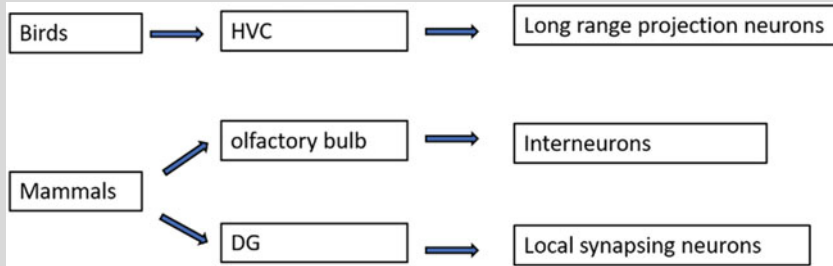 Birds
HVC
Long range projection neurons
olfactory bulb
Interneurons
Mammals
DG
Local synapsing neurons